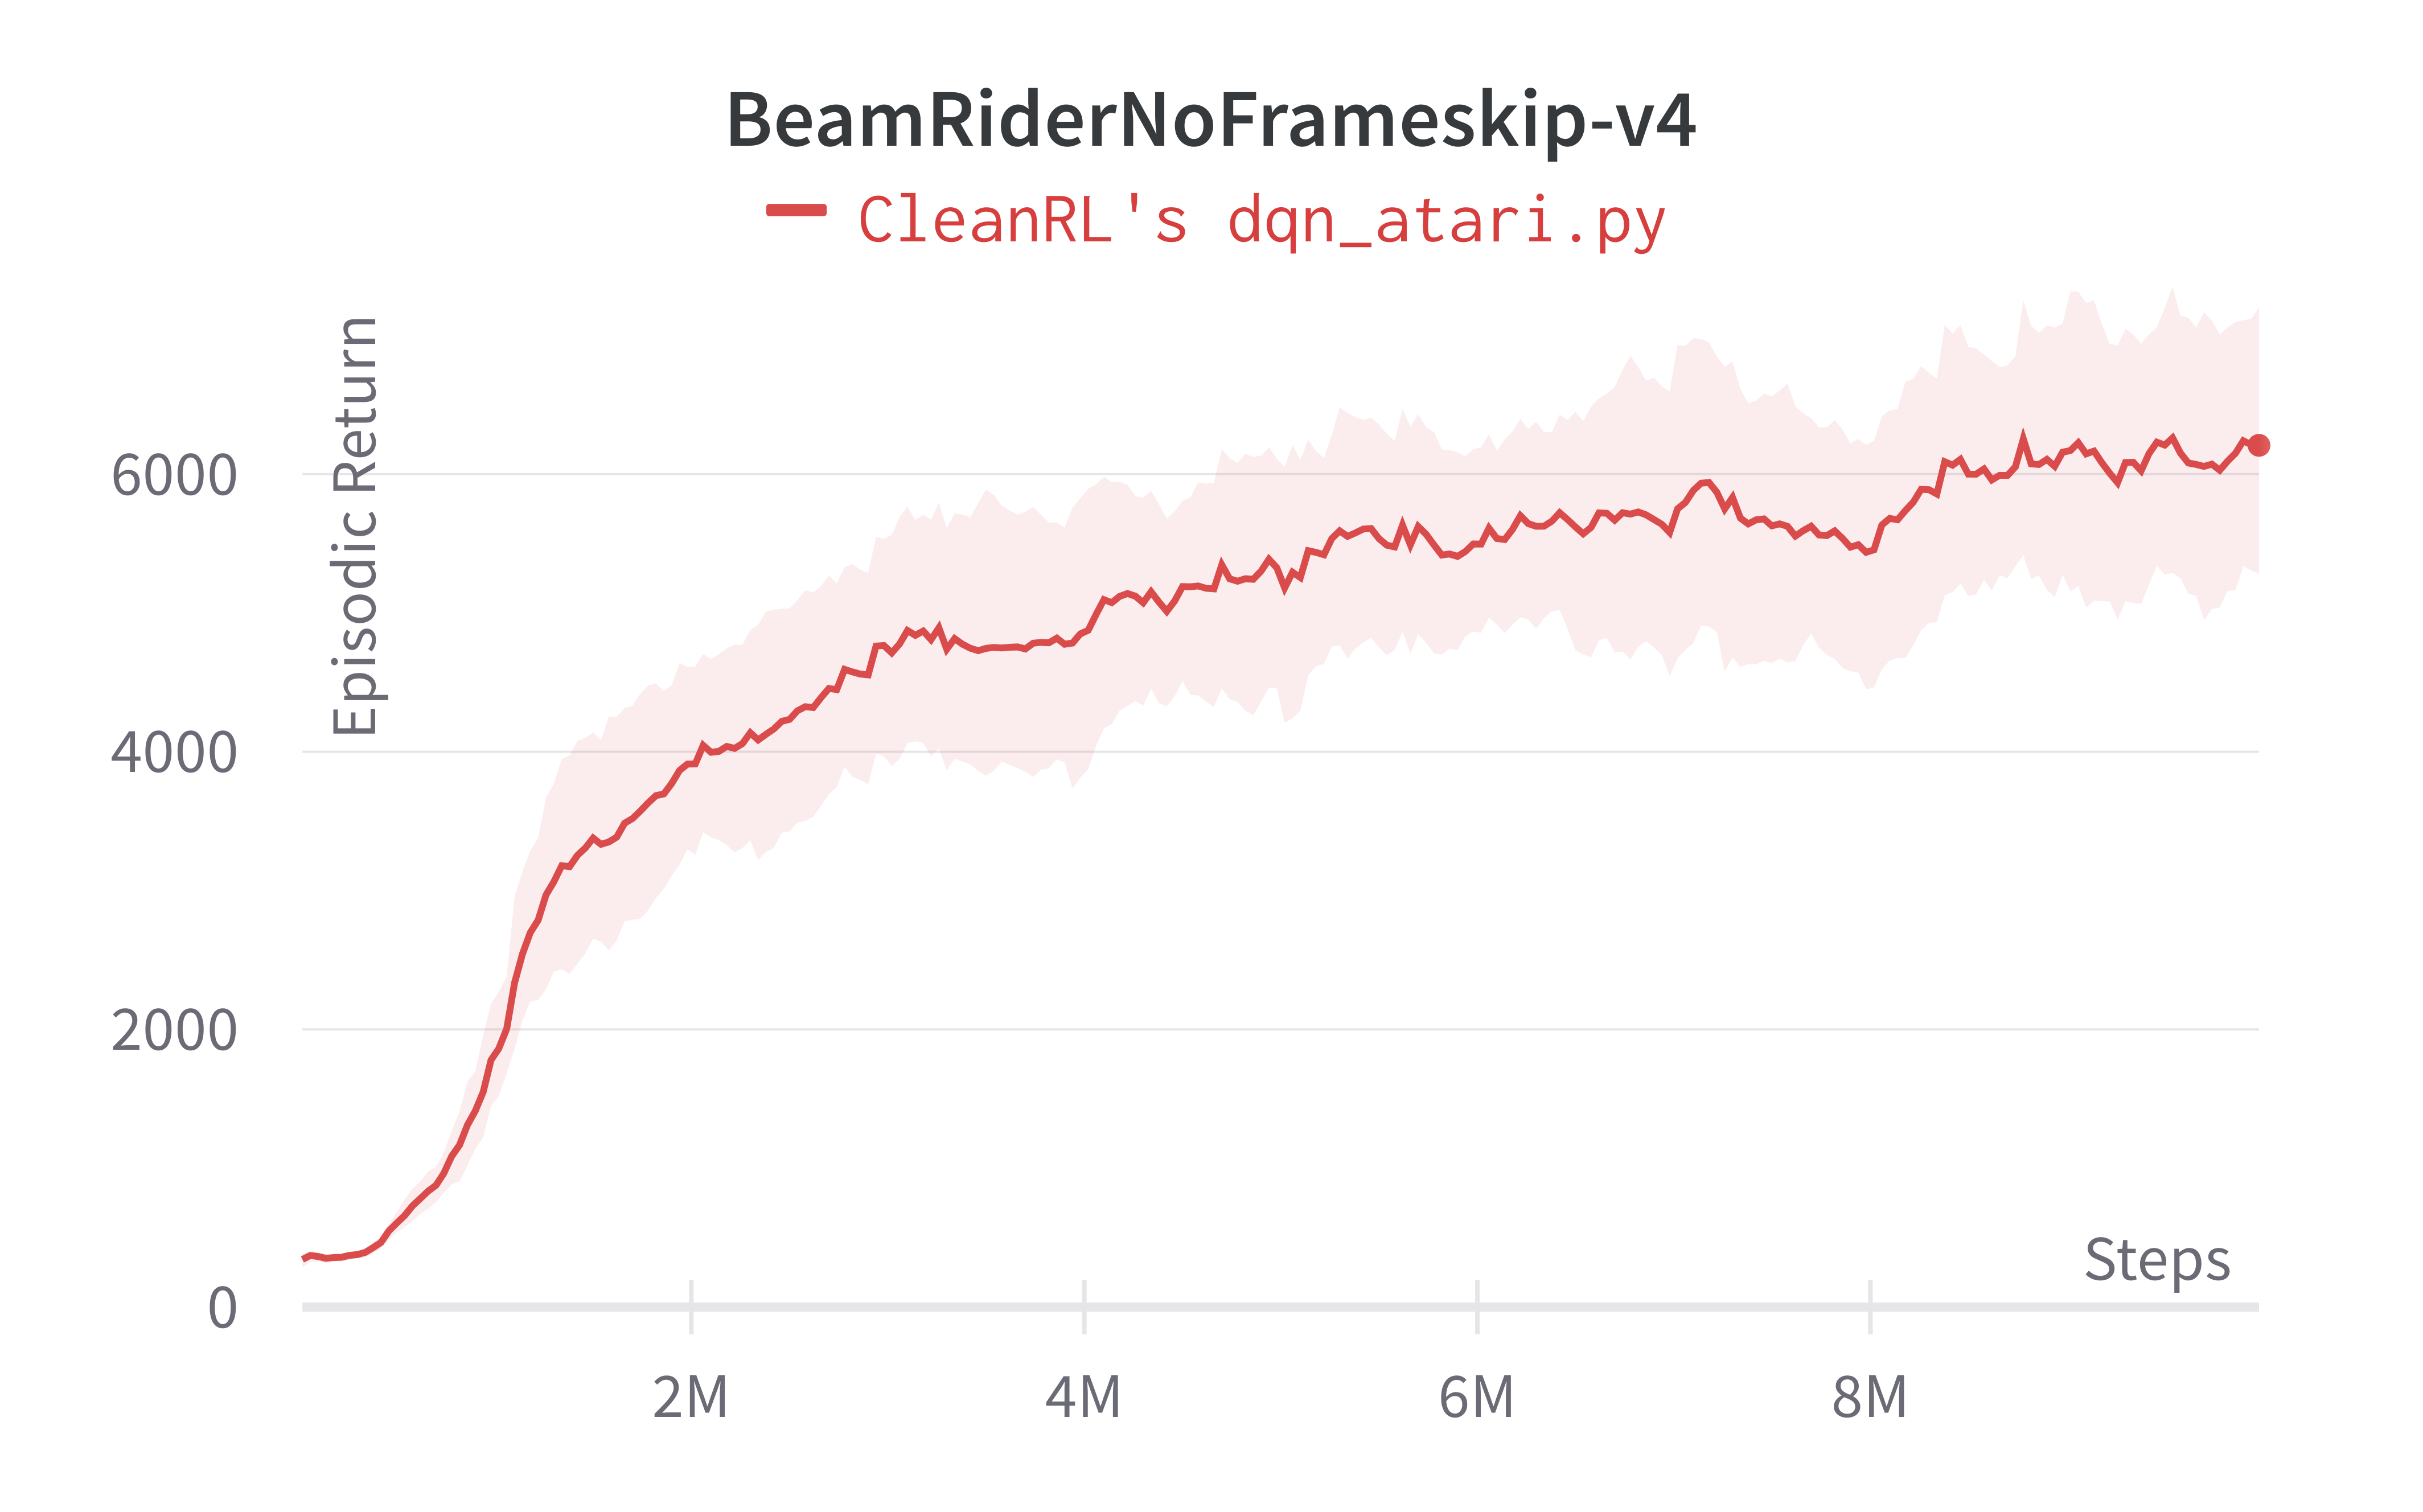 BeamRiderNoFrameskip-v4
CleanRL's dqn_atari.py
Episodic Return
6000
4000
2000
0
Steps
2M
4M
6M
8M